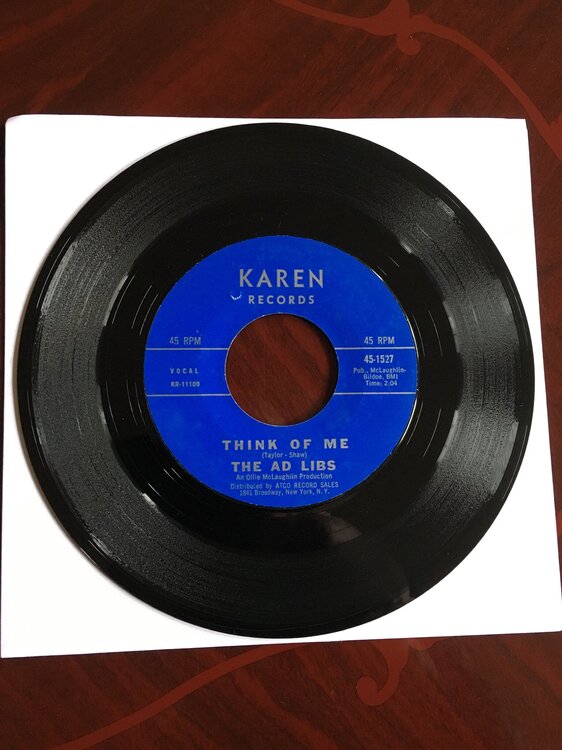 KAREN
RECORDS
45 RPM
45 RPM
VOCAL
45-1527
KR-11109
Pub., McLaughlin-
Bildoe, BMI
Time: 2:04
THINK OF ME
(Taylor - Shaw)
THE AD LIBS
An Ollie McLaughlin Production
Distributed by ATCO RECORD SALES
1841 Broadway, New York, N.Y.